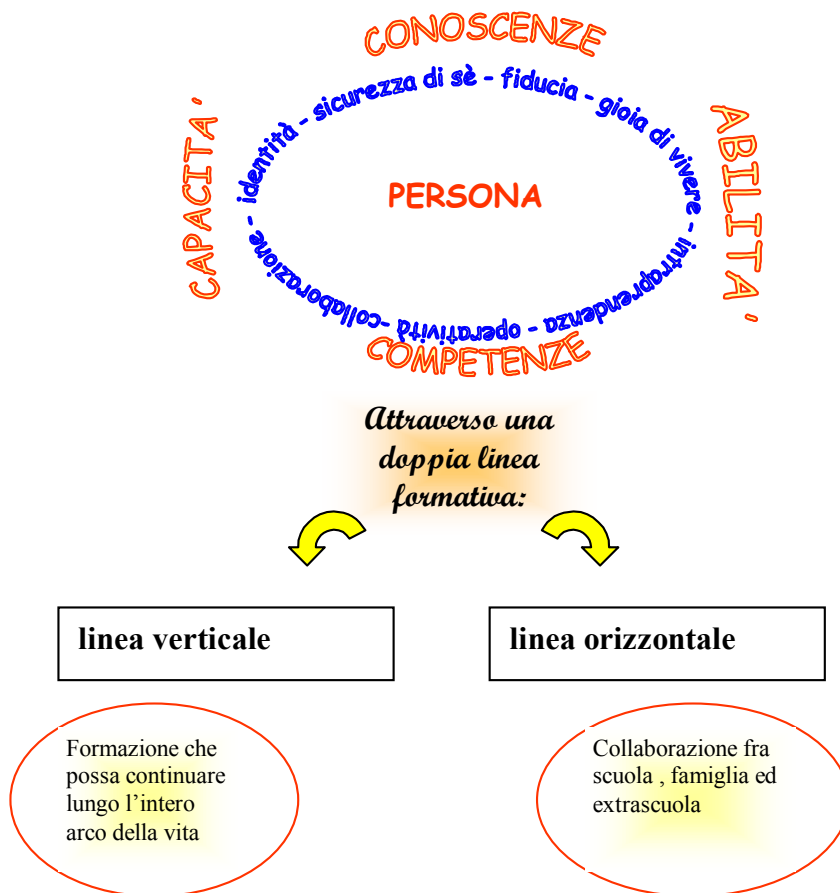 CONOSCENZE
CAPACITA'
ABILITA'
identità - sicurezza di sè - fiducia - gioia di vivere - intraprendenza - operatività -collaborazione -
PERSONA
COMPETENZE
Attraverso una
doppia linea
formativa:
linea verticale
linea orizzontale
Formazione che
possa continuare
lungo l’intero
arco della vita
Collaborazione fra
scuola , famiglia ed
extrascuola